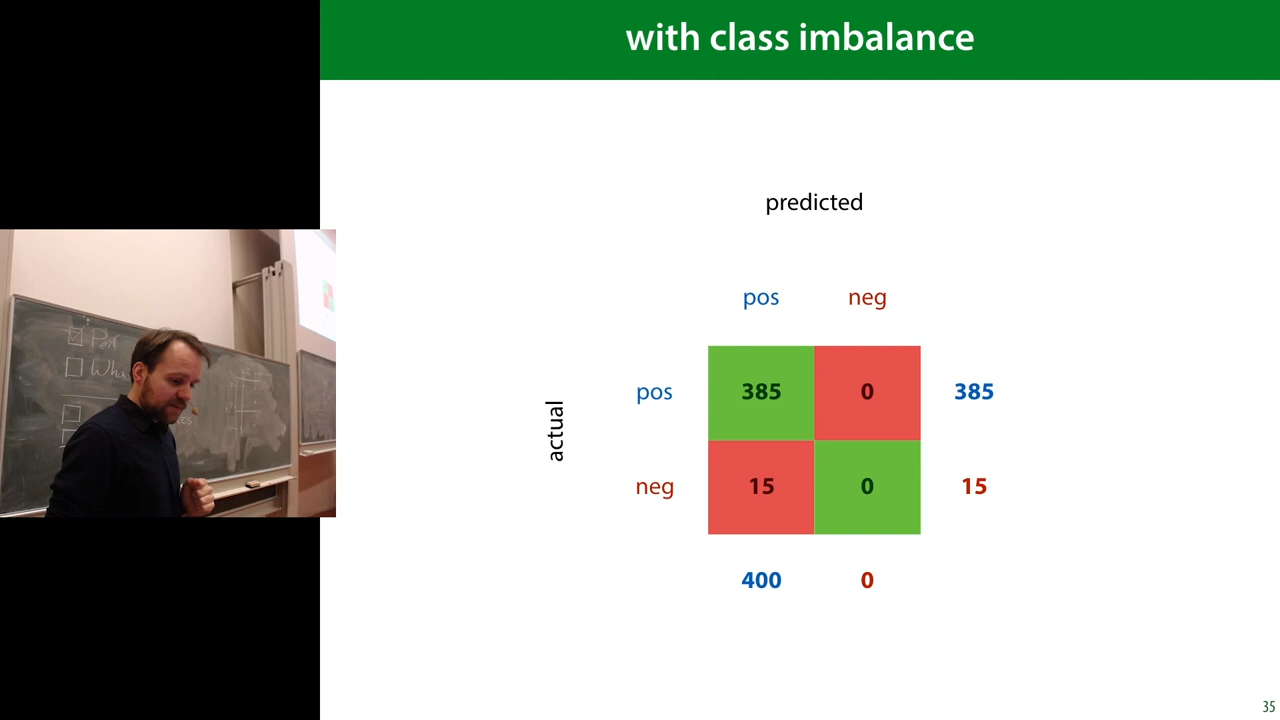 with class imbalance
predicted
pos neg
actual
pos 385 0 385
neg 15 0 15
400 0
35